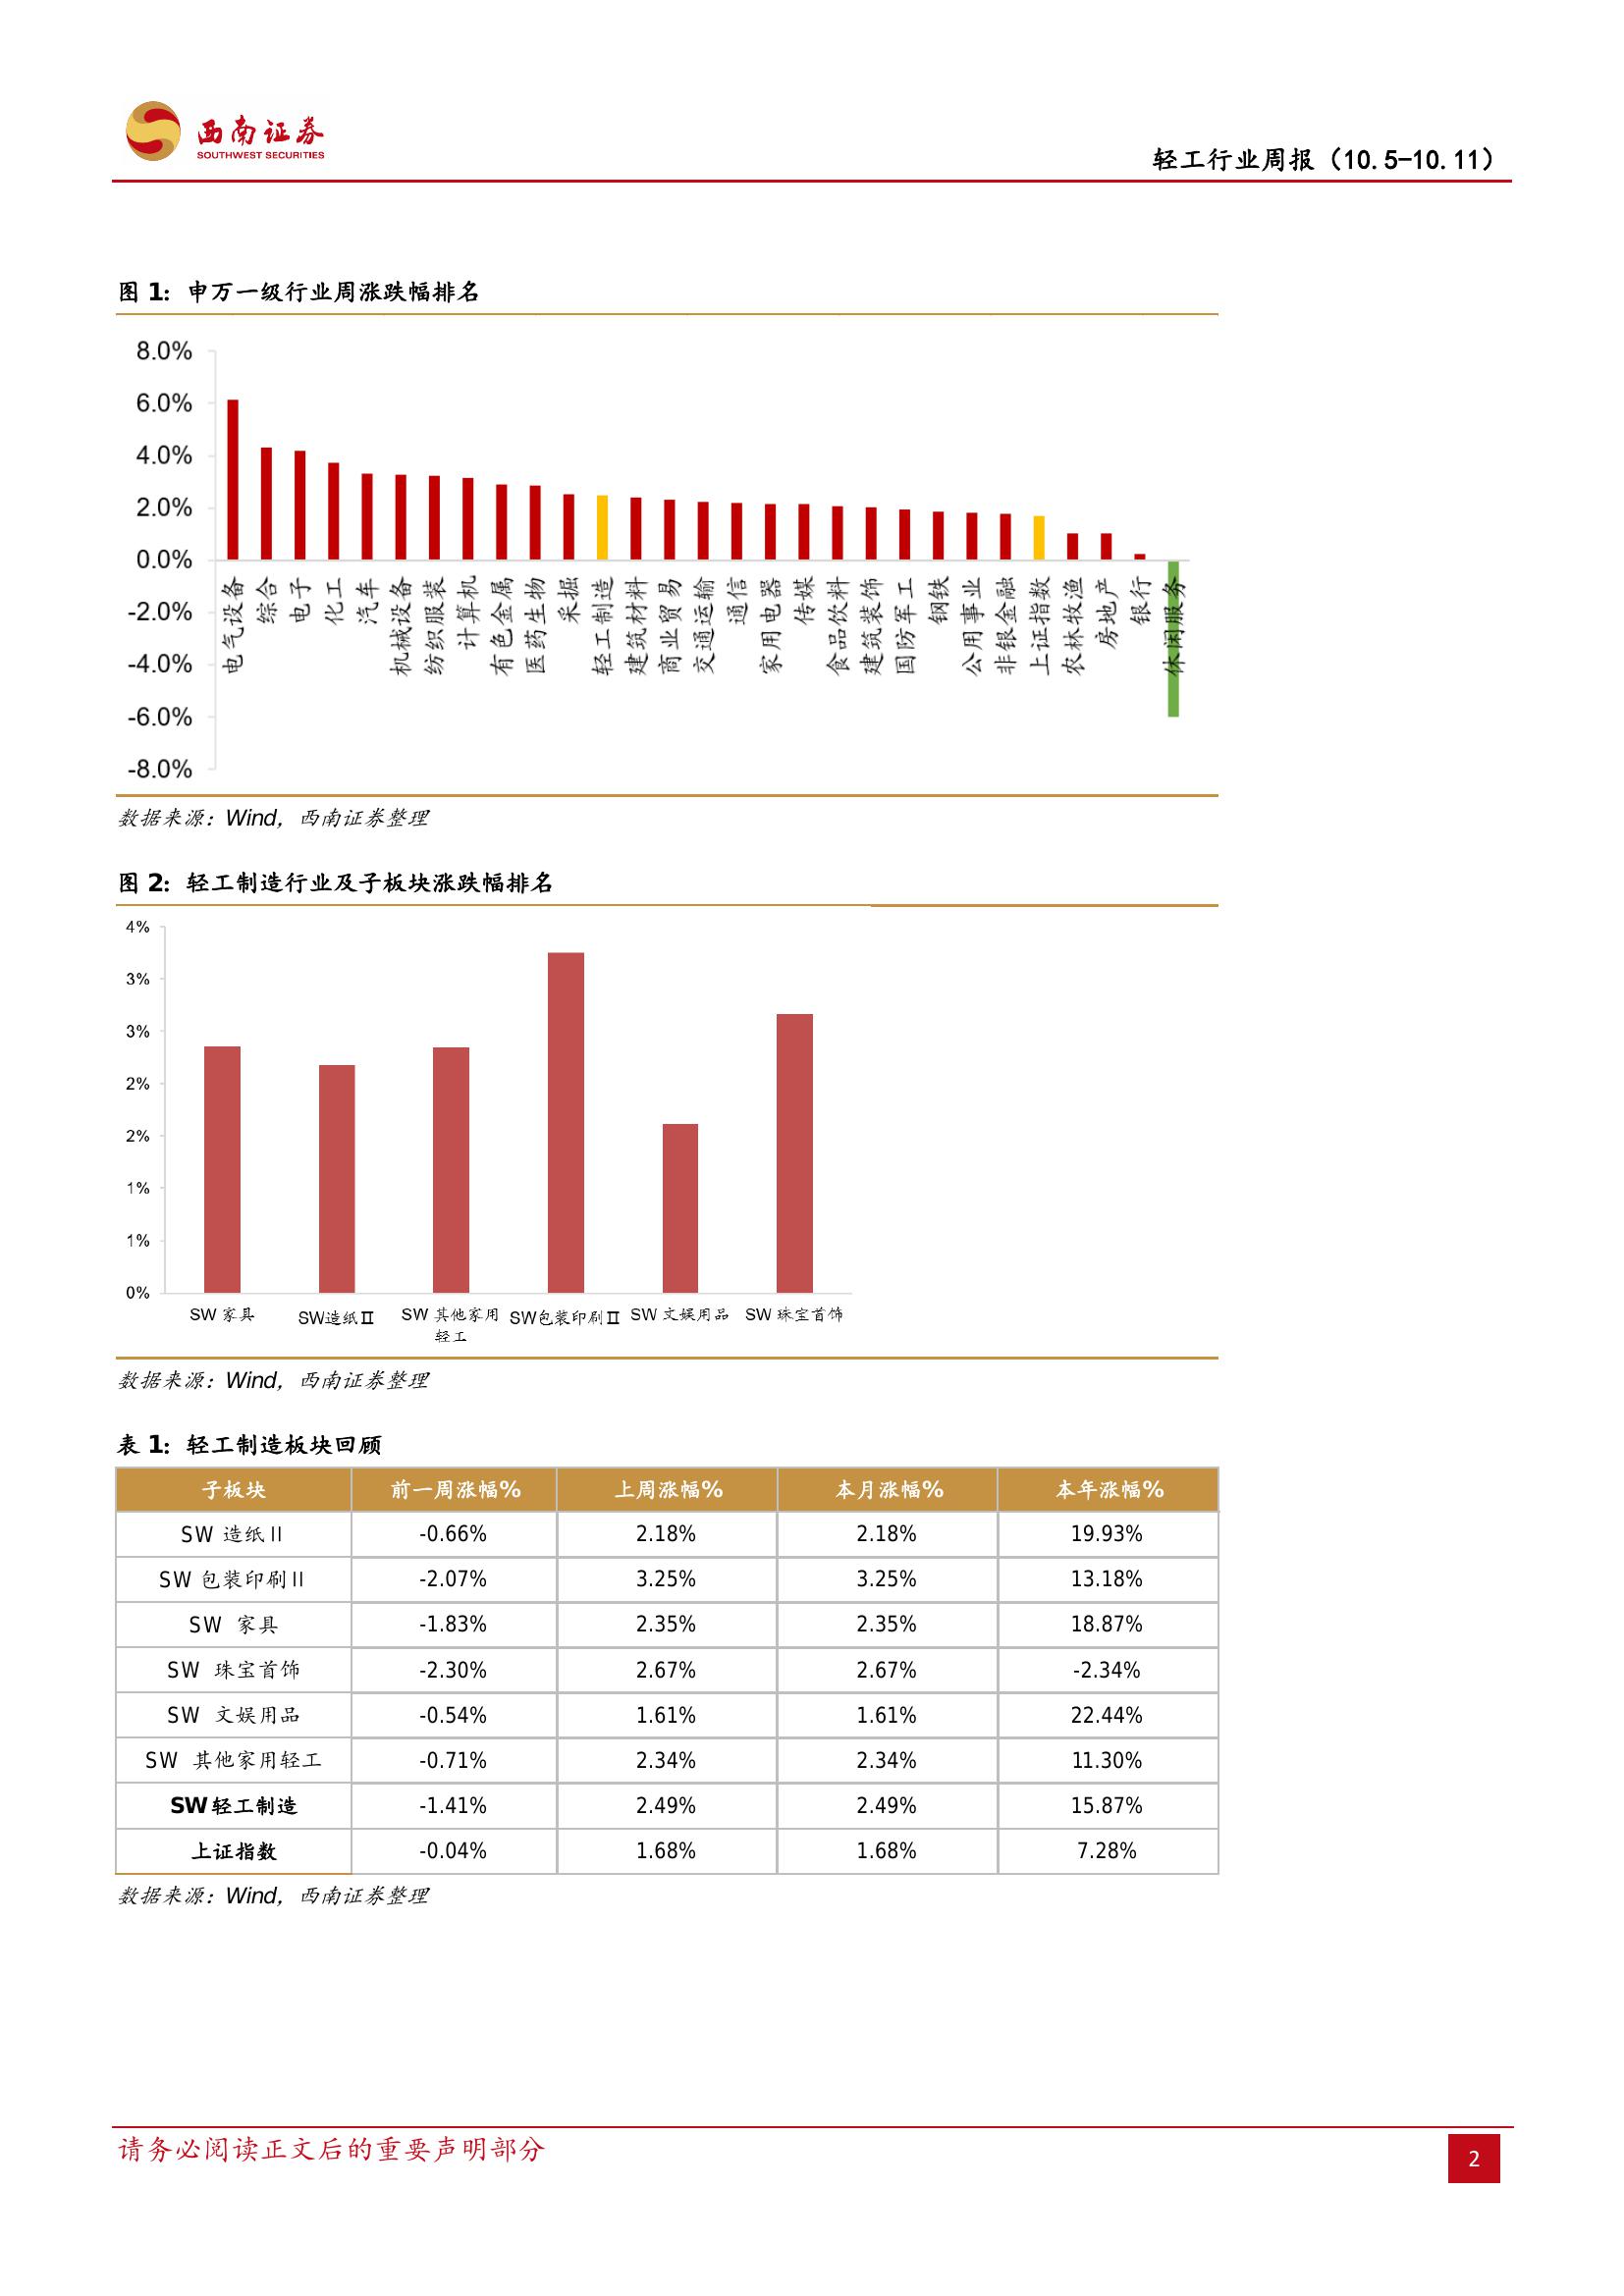 西南证券
SOUTHWEST SECURITIES
轻工行业周报（10.5-10.11）
图 1：申万一级行业周涨跌幅排名
8.0%
6.0%
4.0%
2.0%
0.0%
-2.0%
-4.0%
-6.0%
-8.0%
电气设备
综合
电子
化工
汽车
机械设备
纺织服装
计算机
有色金属
医药生物
采掘
轻工制造
建筑材料
商业贸易
交通运输
通信
家用电器
传媒
食品饮料
建筑装饰
国防军工
钢铁
公用事业
非银金融
上证指数
农林牧渔
房地产
银行
休闲服务
数据来源：Wind，西南证券整理
图 2：轻工制造行业及子板块涨跌幅排名
4%
3%
3%
2%
2%
1%
1%
0%
SW 家具
SW造纸Ⅱ
SW 其他家用
轻工
SW包装印刷Ⅱ
SW 文娱用品
SW 珠宝首饰
数据来源：Wind，西南证券整理
表 1：轻工制造板块回顾
子板块 前一周涨幅% 上周涨幅% 本月涨幅% 本年涨幅%
SW 造纸Ⅱ -0.66% 2.18% 2.18% 19.93%
SW 包装印刷Ⅱ -2.07% 3.25% 3.25% 13.18%
SW 家具 -1.83% 2.35% 2.35% 18.87%
SW 珠宝首饰 -2.30% 2.67% 2.67% -2.34%
SW 文娱用品 -0.54% 1.61% 1.61% 22.44%
SW 其他家用轻工 -0.71% 2.34% 2.34% 11.30%
SW轻工制造 -1.41% 2.49% 2.49% 15.87%
上证指数 -0.04% 1.68% 1.68% 7.28%
数据来源：Wind，西南证券整理
请务必阅读正文后的重要声明部分
2